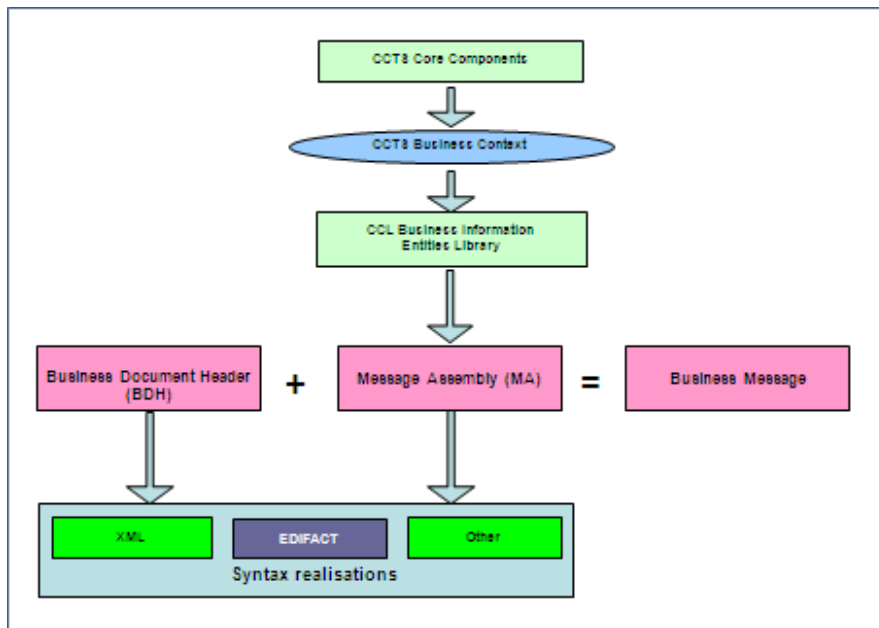 CCTS Core Components
CCTS Business Context
CCL Business Information
Entities Library
Business Document Header
(BDH)
+
Message Assembly (MA)
=
Business Message
XML
EDIFACT
Other
Syntax realisations